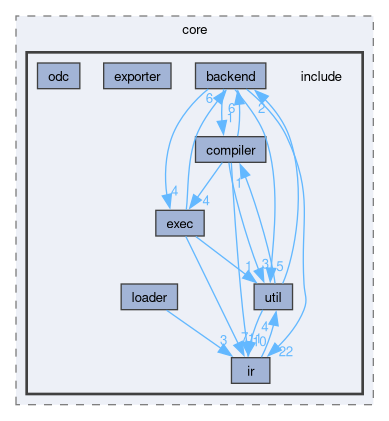 core
odc
exporter
backend
include
6
1
6
2
compiler
4
4
1
exec
1
3
5
loader
util
3
4
10
22
ir